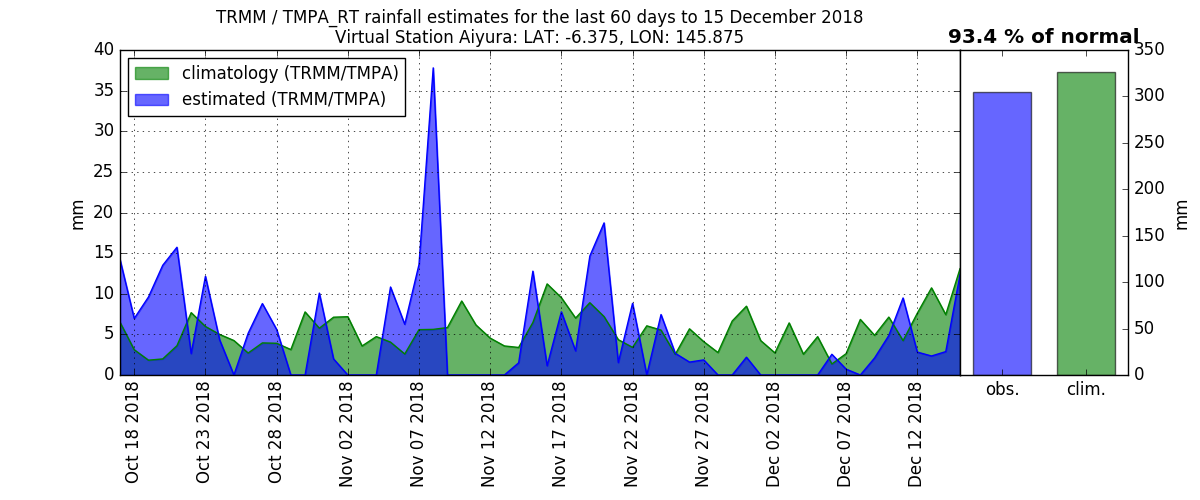 TRMM / TMPA_RT rainfall estimates for the last 60 days to 15 December 2018
Virtual Station Aiyura: LAT: -6.375, LON: 145.875
93.4 % of normal
climatology (TRMM/TMPA)
estimated (TRMM/TMPA)
40
35
30
25
20
15
10
5
0
mm
Oct 18 2018
Oct 23 2018
Oct 28 2018
Nov 02 2018
Nov 07 2018
Nov 12 2018
Nov 17 2018
Nov 22 2018
Nov 27 2018
Dec 02 2018
Dec 07 2018
Dec 12 2018
350
300
250
200
150
100
50
0
mm
obs.
clim.